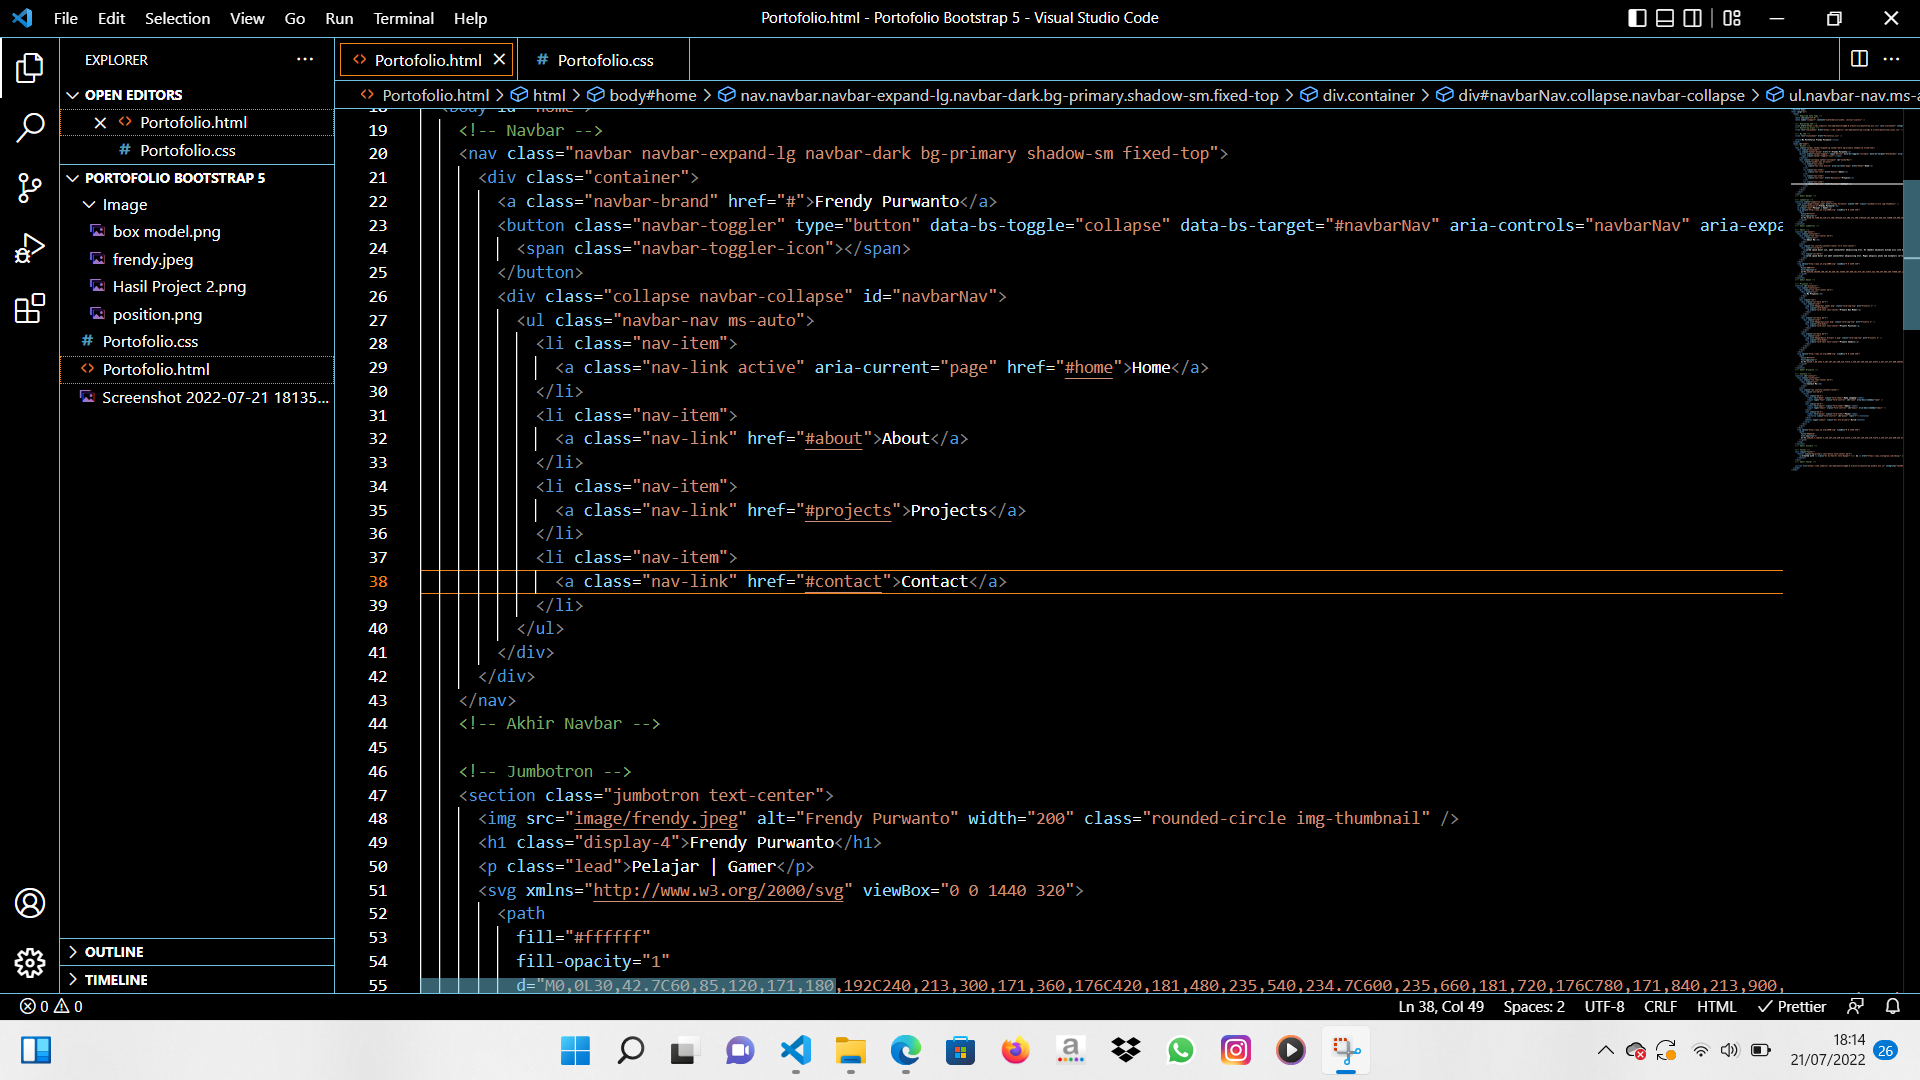 File Edit Selection View Go Run Terminal Help
Portofolio.html - Portofolio Bootstrap 5 - Visual Studio Code
EXPLORER
OPEN EDITORS
Portofolio.html
Portofolio.css
PORTOFOLIO BOOTSTRAP 5
Image
box model.png
frendy.jpeg
Hasil Project 2.png
position.png
Portofolio.css
Portofolio.html
Screenshot 2022-07-21 18135...
OUTLINE
TIMELINE
Portofolio.html
Portofolio.css
Portofolio.html > html > body#home > nav.navbar.navbar-expand-lg.navbar-dark.bg-primary.shadow-sm.fixed-top > div.container > div#navbarNav.collapse.navbar-collapse > ul.navbar-nav.ms-a
18 <body id="home">
19 <!-- Navbar -->
20 <nav class="navbar navbar-expand-lg navbar-dark bg-primary shadow-sm fixed-top">
21 <div class="container">
22 <a class="navbar-brand" href="#">Frendy Purwanto</a>
23 <button class="navbar-toggler" type="button" data-bs-toggle="collapse" data-bs-target="#navbarNav" aria-controls="navbarNav" aria-expa
24 <span class="navbar-toggler-icon"></span>
25 </button>
26 <div class="collapse navbar-collapse" id="navbarNav">
27 <ul class="navbar-nav ms-auto">
28 <li class="nav-item">
29 <a class="nav-link active" aria-current="page" href="#home">Home</a>
30 </li>
31 <li class="nav-item">
32 <a class="nav-link" href="#about">About</a>
33 </li>
34 <li class="nav-item">
35 <a class="nav-link" href="#projects">Projects</a>
36 </li>
37 <li class="nav-item">
38 <a class="nav-link" href="#contact">Contact</a>
39 </li>
40 </ul>
41 </div>
42 </div>
43 </nav>
44 <!-- Akhir Navbar -->
45
46 <!-- Jumbotron -->
47 <section class="jumbotron text-center">
48 <img src="image/frendy.jpeg" alt="Frendy Purwanto" width="200" class="rounded-circle img-thumbnail" />
49 <h1 class="display-4">Frendy Purwanto</h1>
50 <p class="lead">Pelajar | Gamer</p>
51 <svg xmlns="http://www.w3.org/2000/svg" viewBox="0 0 1440 320">
52 <path
53 fill="#ffffff"
54 fill-opacity="1"
55 d="M0,0L30,42.7C60,85,120,171,180,192C240,213,300,171,360,176C420,181,480,235,540,234.7C600,235,660,181,720,176C780,171,840,213,900,
0 0
Ln 38, Col 49 Spaces: 2 UTF-8 CRLF HTML Prettier
18:14
21/07/2022
26